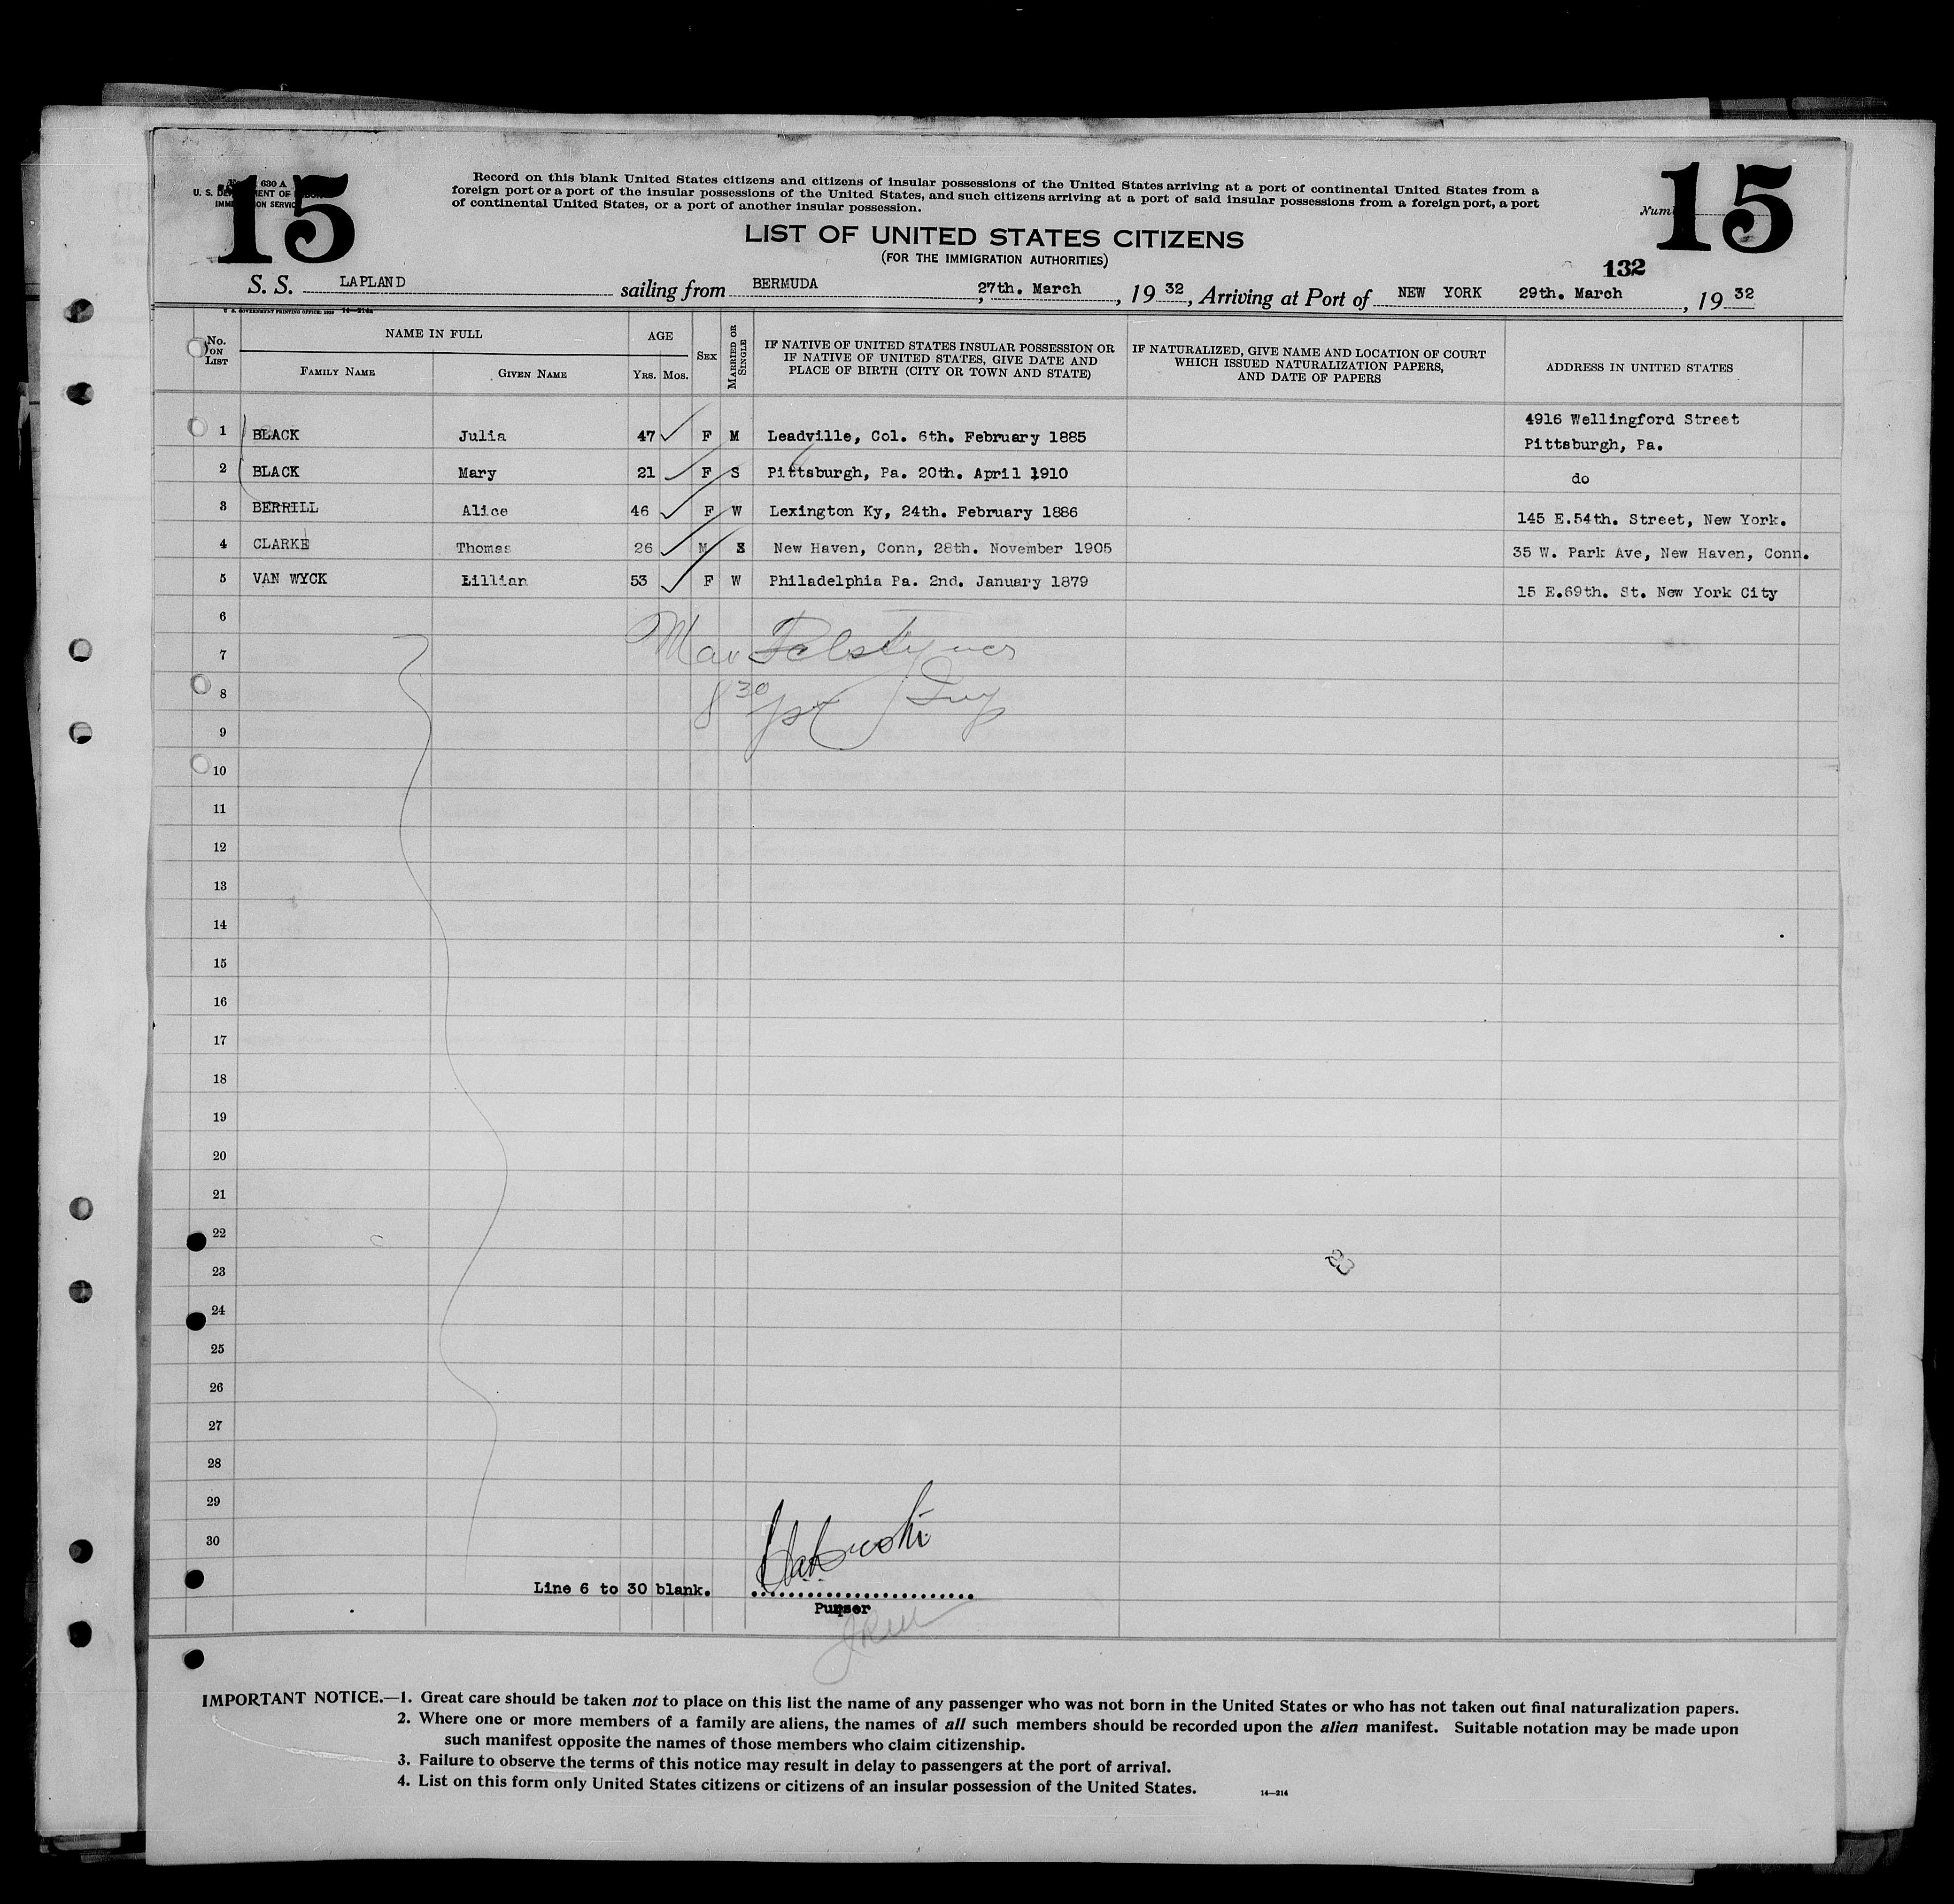 15
15
Record on this blank United States citizens and citizens of insular possessions of the United States arriving at a port of continental United States from a
foreign port or a port of the insular possessions of the United States, and such citizens arriving at a port of said insular possessions from a foreign port, a port
of continental United States, or a port of another insular possession.
630 A
LIST OF UNITED STATES CITIZENS
(FOR THE IMMIGRATION AUTHORITIES)
132
S. S. LAPLAND sailing from BERMUDA, 27th. March, 19 32, Arriving at Port of NEW YORK 29th. March, 19 32
No. ON LIST
NAME IN FULL
FAMILY NAME
GIVEN NAME
AGE
YRS. MOS.
SEX
MARRIED OR SINGLE
IF NATIVE OF UNITED STATES INSULAR POSSESSION OR
IF NATIVE OF UNITED STATES, GIVE DATE AND
PLACE OF BIRTH (CITY OR TOWN AND STATE)
IF NATURALIZED, GIVE NAME AND LOCATION OF COURT
WHICH ISSUED NATURALIZATION PAPERS,
AND DATE OF PAPERS
ADDRESS IN UNITED STATES
1 BLACK Julia 47 F M Leadville, Col. 6th. February 1885 4916 Wellingford Street
Pittsburgh, Pa.
2 BLACK Mary 21 F S Pittsburgh, Pa. 20th. April 1910 do
3 BERRILL Alice 46 F W Lexington Ky, 24th. February 1886 145 E.54th. Street, New York.
4 CLARKE Thomas 26 M S New Haven, Conn, 28th. November 1905 35 W. Park Ave, New Haven, Conn.
5 VAN WYCK Lillian 53 F W Philadelphia Pa. 2nd. January 1879 15 E.69th. St. New York City
6
7
8
9
10
11
12
13
14
15
16
17
18
19
20
21
22
23
24
25
26
27
28
29
30
23
Line 6 to 30 blank.
Purser
IMPORTANT NOTICE.—1. Great care should be taken not to place on this list the name of any passenger who was not born in the United States or who has not taken out final naturalization papers.
2. Where one or more members of a family are aliens, the names of all such members should be recorded upon the alien manifest. Suitable notation may be made upon
such manifest opposite the names of those members who claim citizenship.
3. Failure to observe the terms of this notice may result in delay to passengers at the port of arrival.
4. List on this form only United States citizens or citizens of an insular possession of the United States.
14—214